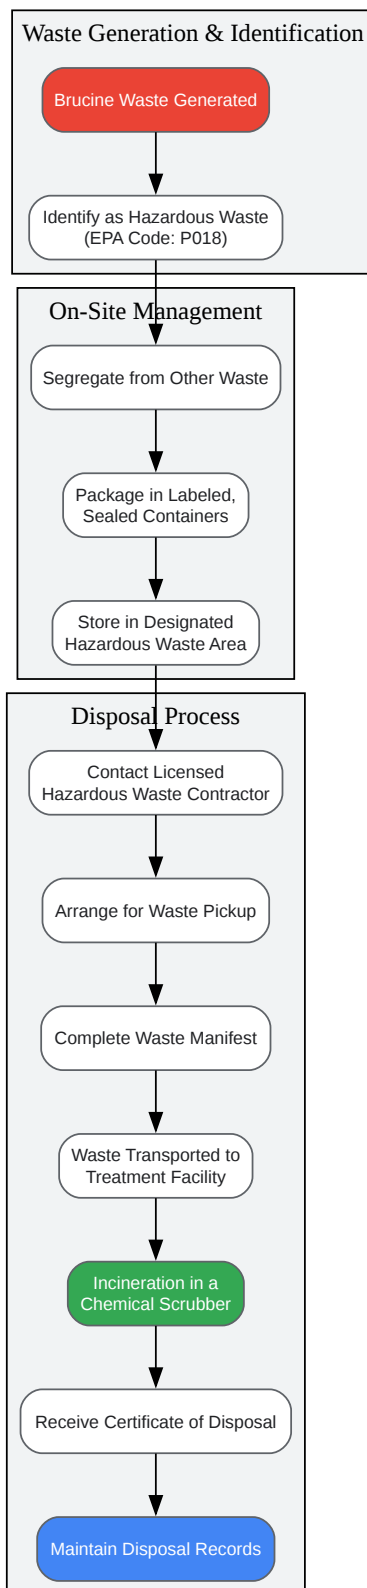 Waste Generation & Identification
Brucine Waste Generated
Identify as Hazardous Waste
(EPA Code: P018)
On-Site Management
Segregate from Other Waste
Package in Labeled,
Sealed Containers
Store in Designated
Hazardous Waste Area
Disposal Process
Contact Licensed
Hazardous Waste Contractor
Arrange for Waste Pickup
Complete Waste Manifest
Waste Transported to
Treatment Facility
Incineration in a
Chemical Scrubber
Receive Certificate of Disposal
Maintain Disposal Records